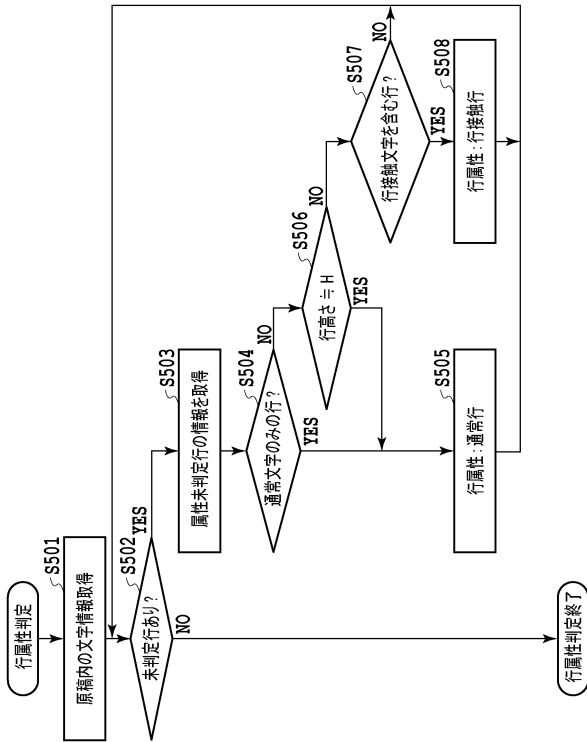 行属性判定
S501
原稿内の文字情報取得
S502
未判定行あり？
YES
NO
S503
属性未判定行の情報を取得
S504
通常文字のみの行？
NO
YES
S506
行高さ≒H
NO
YES
S507
行接触文字を含む行？
NO
YES
S508
行属性：行接触行
S505
行属性：通常行
行属性判定終了